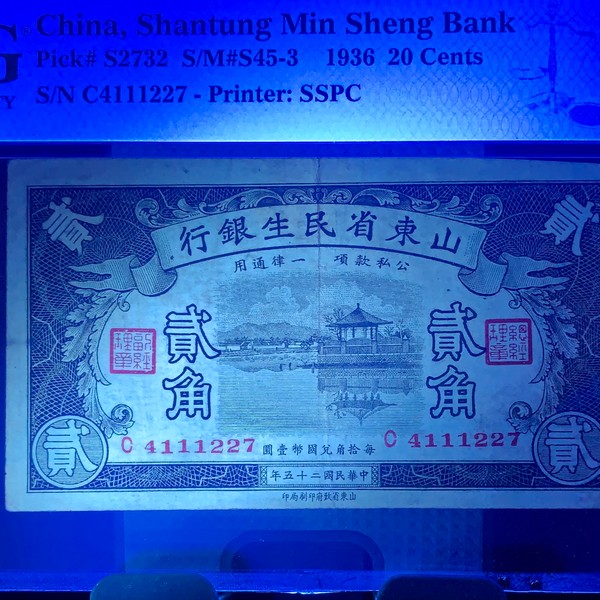 China, Shantung Min Sheng Bank
Pick# S2732 S/M#S45-3 1936 20 Cents
S/N C4111227 - Printer: SSPC
貳 貳
行銀生民省東山
用通律一 項款私公
貳角 貳角
C 4111227 C 4111227
圓壹幣國兌角拾每
貳 貳
年五十二國民華中
印局制印府政省東山